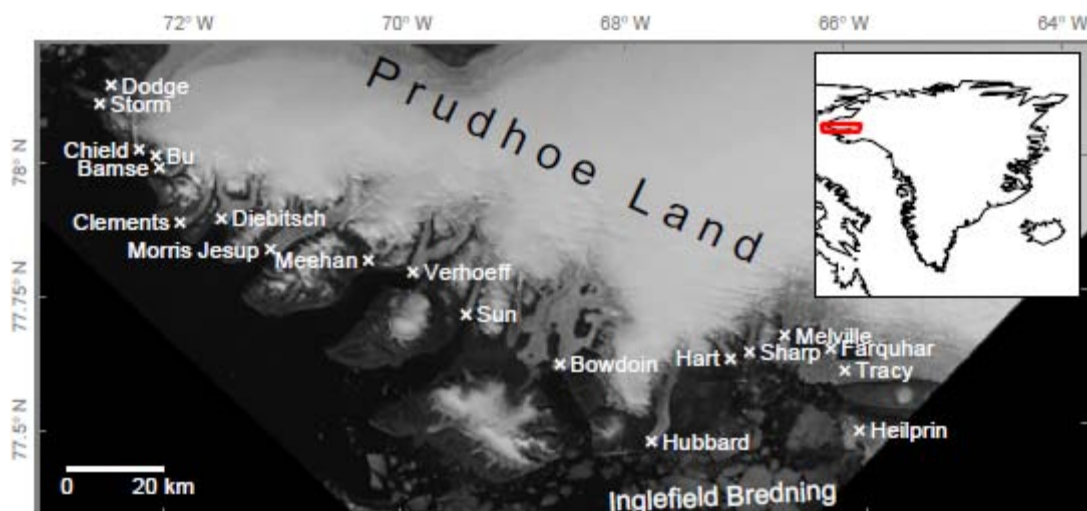 72° W
70° W
68° W
66° W
64° W
Prudhoe Land
Dodge
Storm
78° N
Chield
Bu
Bamse
Clements
Diebitsch
Morris Jesup
Meehan
Verhoeff
77.75° N
Sun
Melville
Hart
Sharp
Farquhar
Bowdoin
Tracy
77.5° N
Hubbard
Heilprin
0
20 km
Inglefield Bredning